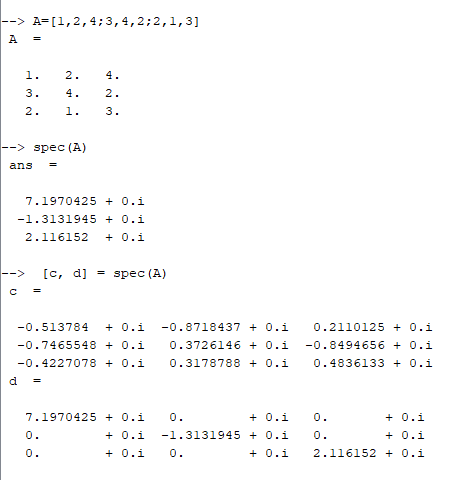 --> A=[1,2,4;3,4,2;2,1,3]
A  =
1.   2.   4.
3.   4.   2.
2.   1.   3.
--> spec(A)
ans  =
7.1970425 + 0.i
-1.3131945 + 0.i
2.116152  + 0.i
-->  [c, d] = spec(A)
c  =
-0.513784  + 0.i  -0.8718437 + 0.i   0.2110125 + 0.i
-0.7465548 + 0.i   0.3726146 + 0.i  -0.8494656 + 0.i
-0.4227078 + 0.i   0.3178788 + 0.i   0.4836133 + 0.i
d  =
7.1970425 + 0.i   0.        + 0.i   0.       + 0.i
0.        + 0.i  -1.3131945 + 0.i   0.       + 0.i
0.        + 0.i   0.        + 0.i   2.116152 + 0.i